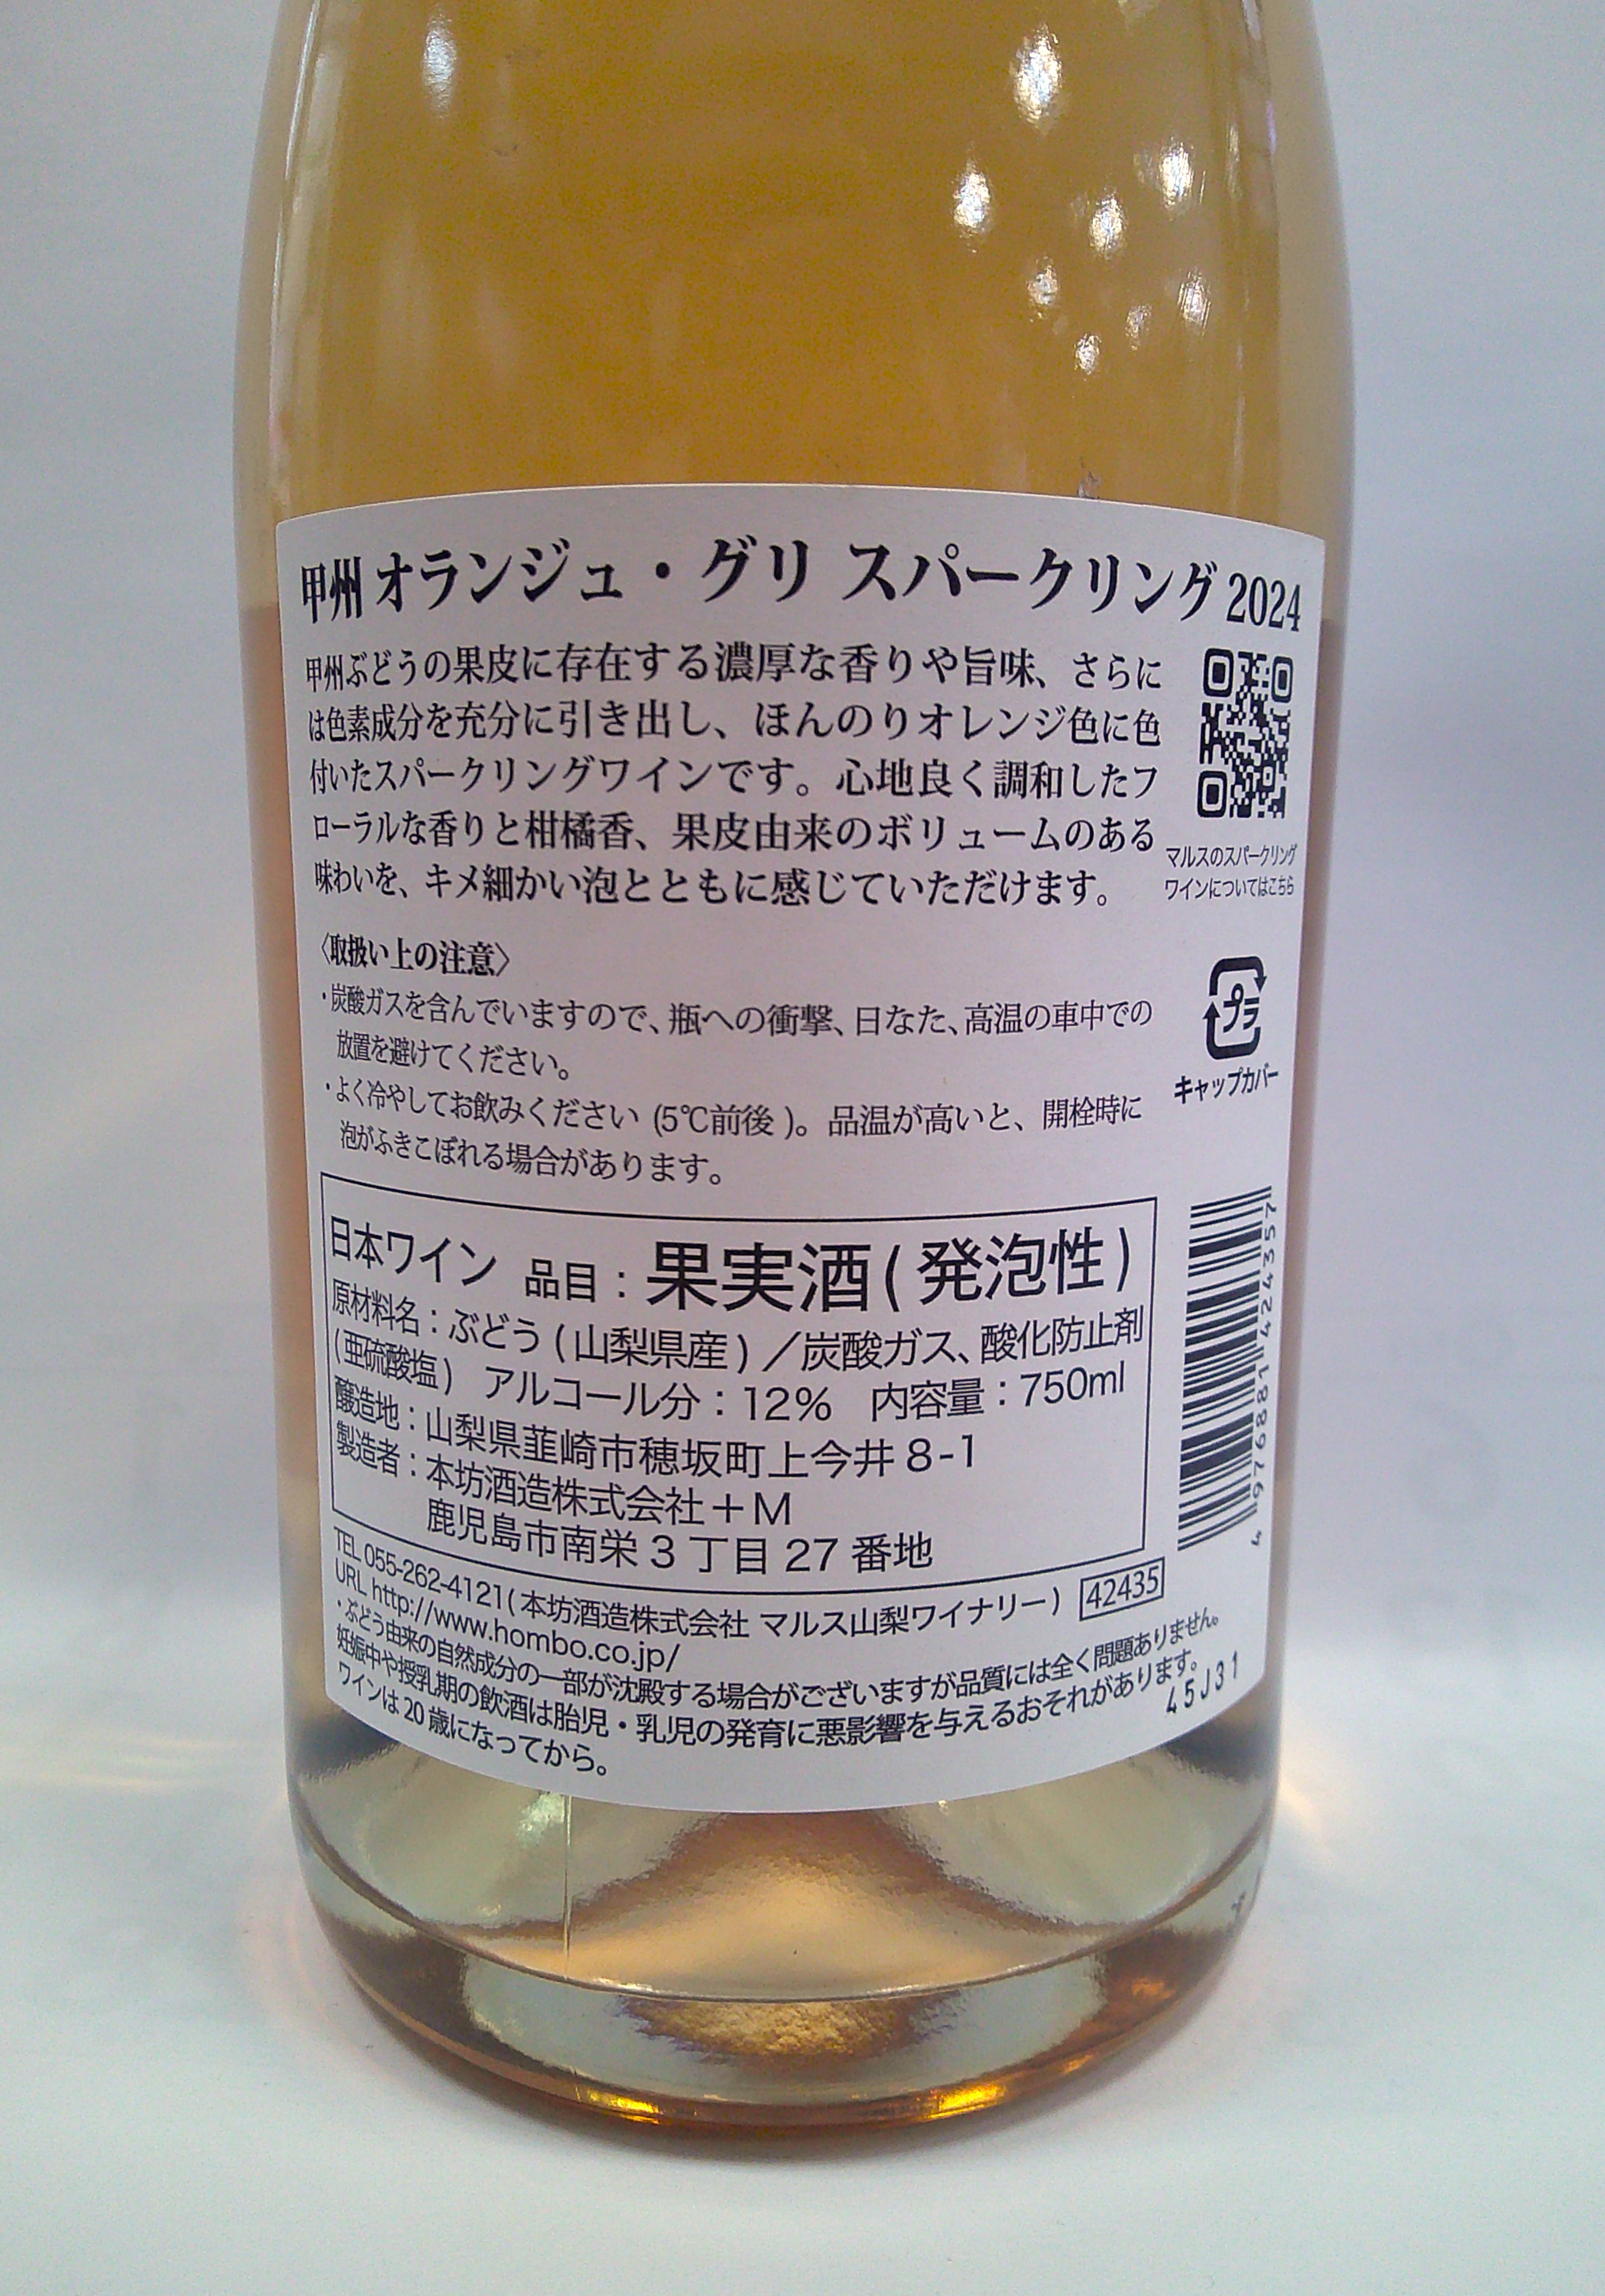 甲州 オランジュ・グリ スパークリング 2024
甲州ぶどうの果皮に存在する濃厚な香りや旨味、さらに
は色素成分を充分に引き出し、ほんのりオレンジ色に色
付いたスパークリングワインです。心地良く調和したフ
ローラルな香りと柑橘香、果皮由来のボリュームのある
味わいを、キメ細かい泡とともに感じていただけます。
マルスのスパークリング
ワインについてはこちら
〈取扱い上の注意〉
・炭酸ガスを含んでいますので、瓶への衝撃、日なた、高温の車中での
放置を避けてください。
・よく冷やしてお飲みください (5℃前後 )。品温が高いと、開栓時に
泡がふきこぼれる場合があります。
プラ
キャップカバー
日本ワイン 品目：果実酒(発泡性)
原材料名：ぶどう(山梨県産)／炭酸ガス、酸化防止剤
(亜硫酸塩) アルコール分：12% 内容量：750ml
醸造地：山梨県韮崎市穂坂町上今井 8-1
製造者：本坊酒造株式会社＋M
鹿児島市南栄 3 丁目 27 番地
4 976881 424357
TEL 055-262-4121(本坊酒造株式会社 マルス山梨ワイナリー) 42435
URL http://www.hombo.co.jp/
・ぶどう由来の自然成分の一部が沈殿する場合がございますが品質には全く問題ありません。
妊娠中や授乳期の飲酒は胎児・乳児の発育に悪影響を与えるおそれがあります。
ワインは 20 歳になってから。
45J31